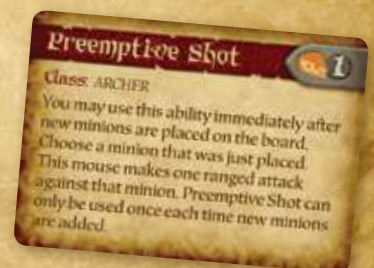 Preemptive Shot 1
Class: ARCHER
You may use this ability immediately after
new minions are placed on the board.
Choose a minion that was just placed.
This mouse makes one ranged attack
against that minion. Preemptive Shot can
only be used once each time new minions
are added.